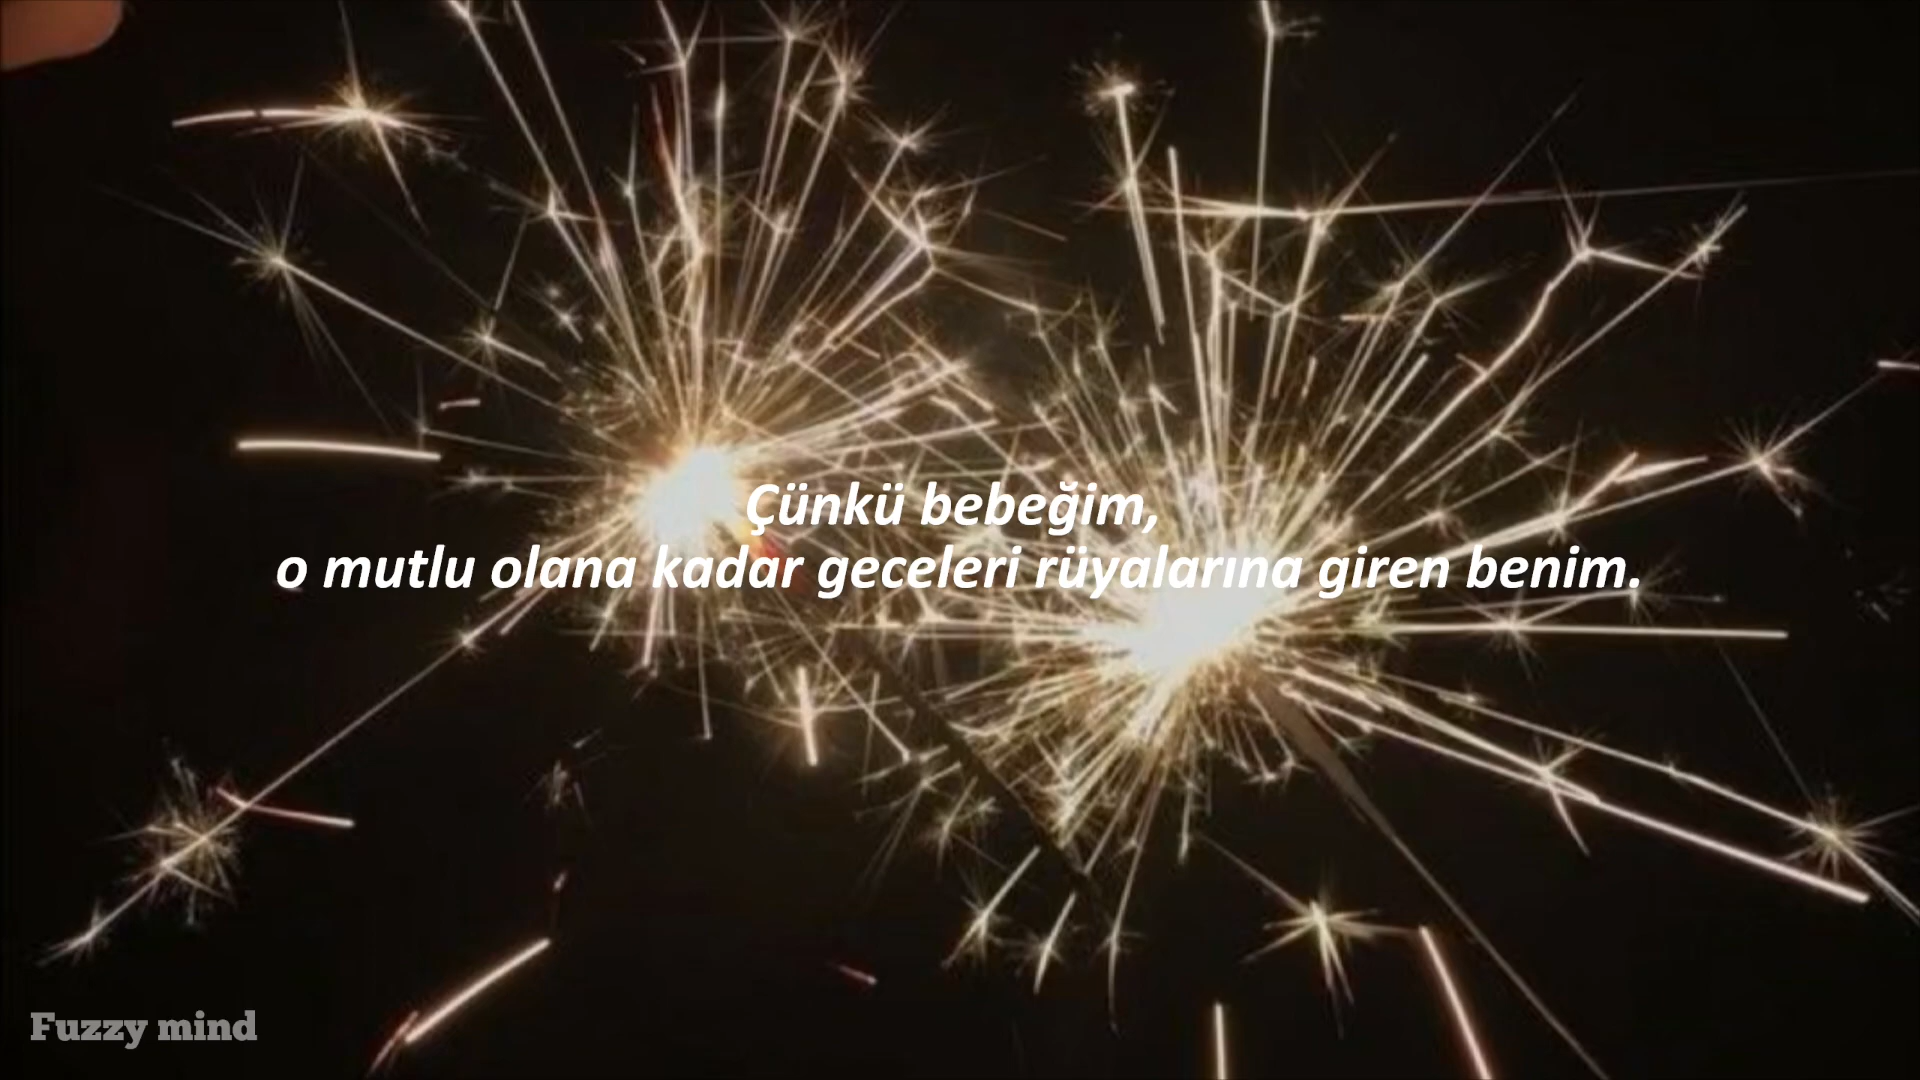 Çünkü bebeğim,
o mutlu olana kadar geceleri rüyalarına giren benim.
Fuzzy mind